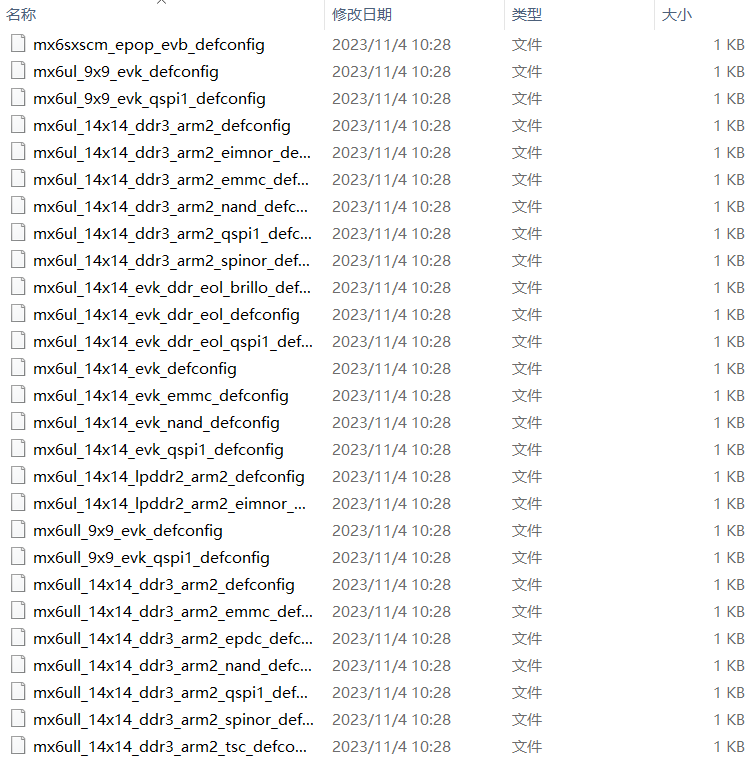 名称 修改日期 类型 大小
mx6sxscm_epop_evb_defconfig 2023/11/4 10:28 文件 1 KB
mx6ul_9x9_evk_defconfig 2023/11/4 10:28 文件 1 KB
mx6ul_9x9_evk_qspi1_defconfig 2023/11/4 10:28 文件 1 KB
mx6ul_14x14_ddr3_arm2_defconfig 2023/11/4 10:28 文件 1 KB
mx6ul_14x14_ddr3_arm2_eimnor_de... 2023/11/4 10:28 文件 1 KB
mx6ul_14x14_ddr3_arm2_emmc_def... 2023/11/4 10:28 文件 1 KB
mx6ul_14x14_ddr3_arm2_nand_defc... 2023/11/4 10:28 文件 1 KB
mx6ul_14x14_ddr3_arm2_qspi1_defc... 2023/11/4 10:28 文件 1 KB
mx6ul_14x14_ddr3_arm2_spinor_def... 2023/11/4 10:28 文件 1 KB
mx6ul_14x14_evk_ddr_eol_brillo_def... 2023/11/4 10:28 文件 1 KB
mx6ul_14x14_evk_ddr_eol_defconfig 2023/11/4 10:28 文件 1 KB
mx6ul_14x14_evk_ddr_eol_qspi1_def... 2023/11/4 10:28 文件 1 KB
mx6ul_14x14_evk_defconfig 2023/11/4 10:28 文件 1 KB
mx6ul_14x14_evk_emmc_defconfig 2023/11/4 10:28 文件 1 KB
mx6ul_14x14_evk_nand_defconfig 2023/11/4 10:28 文件 1 KB
mx6ul_14x14_evk_qspi1_defconfig 2023/11/4 10:28 文件 1 KB
mx6ul_14x14_lpddr2_arm2_defconfig 2023/11/4 10:28 文件 1 KB
mx6ul_14x14_lpddr2_arm2_eimnor_... 2023/11/4 10:28 文件 1 KB
mx6ull_9x9_evk_defconfig 2023/11/4 10:28 文件 1 KB
mx6ull_9x9_evk_qspi1_defconfig 2023/11/4 10:28 文件 1 KB
mx6ull_14x14_ddr3_arm2_defconfig 2023/11/4 10:28 文件 1 KB
mx6ull_14x14_ddr3_arm2_emmc_def... 2023/11/4 10:28 文件 1 KB
mx6ull_14x14_ddr3_arm2_epdc_defc... 2023/11/4 10:28 文件 1 KB
mx6ull_14x14_ddr3_arm2_nand_defc... 2023/11/4 10:28 文件 1 KB
mx6ull_14x14_ddr3_arm2_qspi1_def... 2023/11/4 10:28 文件 1 KB
mx6ull_14x14_ddr3_arm2_spinor_def... 2023/11/4 10:28 文件 1 KB
mx6ull_14x14_ddr3_arm2_tsc_defco... 2023/11/4 10:28 文件 1 KB